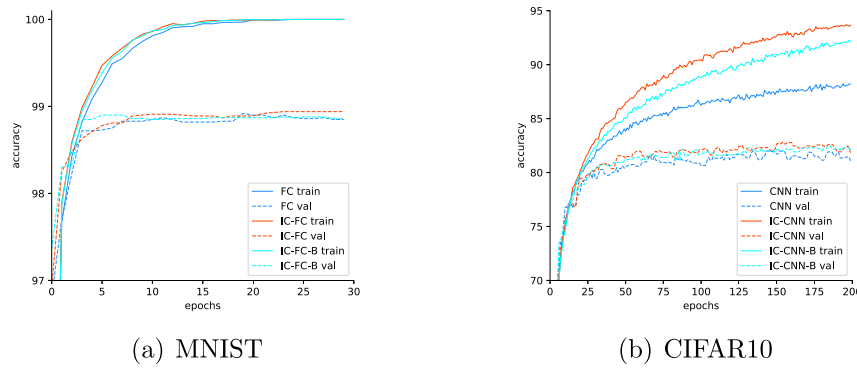 100
99
98
97
accuracy
0
5
10
15
20
25
30
epochs
FC train
FC val
IC-FC train
IC-FC val
IC-FC-B train
IC-FC-B val
(a) MNIST
95
90
85
80
75
70
accuracy
0
25
50
75
100
125
150
175
200
epochs
CNN train
CNN val
IC-CNN train
IC-CNN val
IC-CNN-B train
IC-CNN-B val
(b) CIFAR10